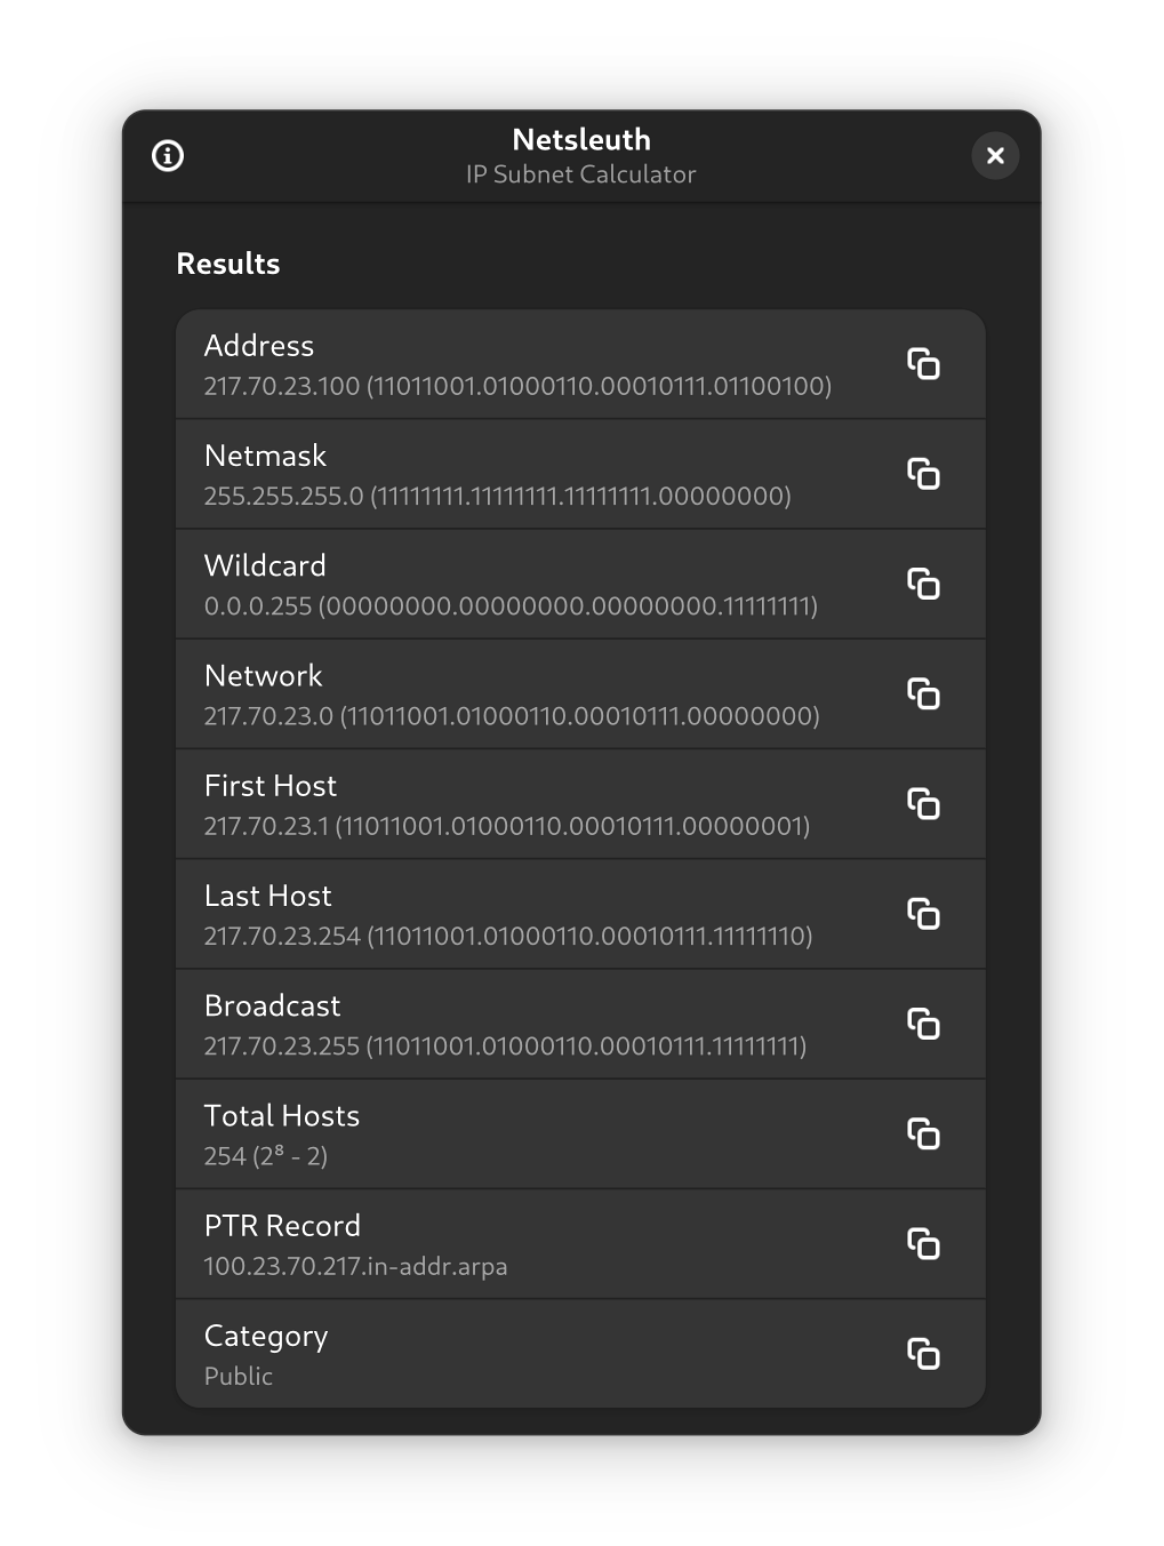 Netsleuth
IP Subnet Calculator
Results
Address
217.70.23.100 (11011001.01000110.00010111.01100100)
Netmask
255.255.255.0 (11111111.11111111.11111111.00000000)
Wildcard
0.0.0.255 (00000000.00000000.00000000.11111111)
Network
217.70.23.0 (11011001.01000110.00010111.00000000)
First Host
217.70.23.1 (11011001.01000110.00010111.00000001)
Last Host
217.70.23.254 (11011001.01000110.00010111.11111110)
Broadcast
217.70.23.255 (11011001.01000110.00010111.11111111)
Total Hosts
254 (2⁸ - 2)
PTR Record
100.23.70.217.in-addr.arpa
Category
Public